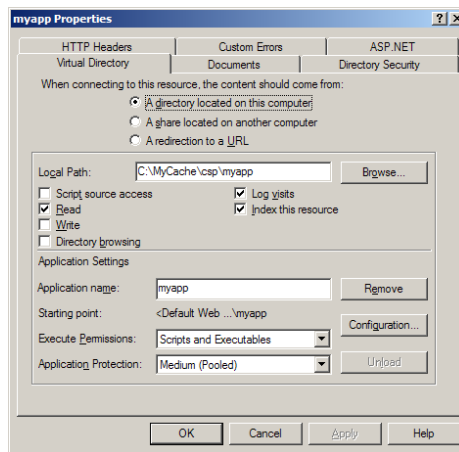 myapp Properties
HTTP Headers Custom Errors ASP.NET
Virtual Directory Documents Directory Security
When connecting to this resource, the content should come from:
A directory located on this computer
A share located on another computer
A redirection to a URL
Local Path: C:\MyCache\csp\myapp Browse...
Script source access Log visits
Read Index this resource
Write
Directory browsing
Application Settings
Application name: myapp Remove
Starting point: <Default Web ...\myapp
Configuration...
Execute Permissions: Scripts and Executables
Application Protection: Medium (Pooled) Unload
OK Cancel Apply Help